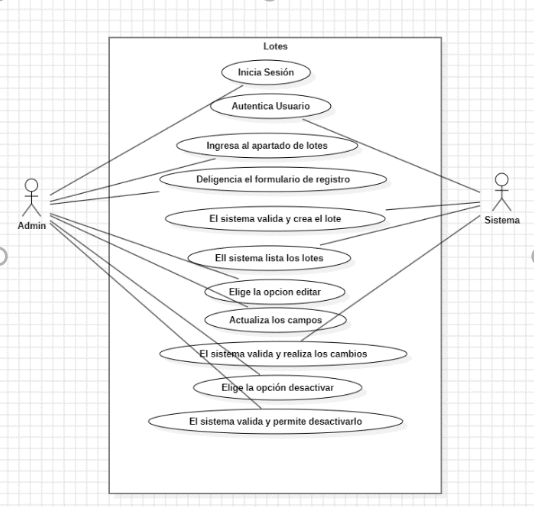 Lotes
Inicia Sesión
Autentica Usuario
Ingresa al apartado de lotes
Deligencia el formulario de registro
El sistema valida y crea el lote
Ell sistema lista los lotes
Elige la opcion editar
Actualiza los campos
El sistema valida y realiza los cambios
Elige la opción desactivar
El sistema valida y permite desactivarlo
Admin
Sistema